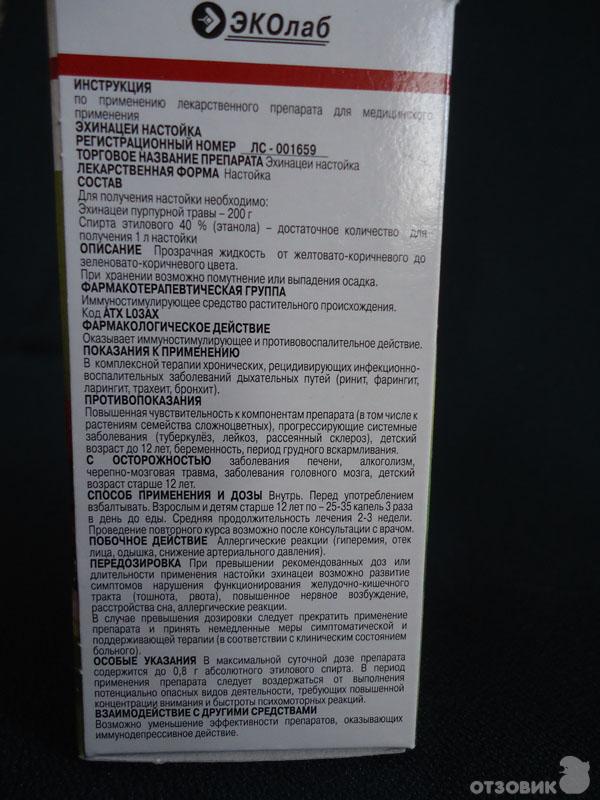 ЭКОлаб
ИНСТРУКЦИЯ
по применению лекарственного препарата для медицинского
применения
ЭХИНАЦЕИ НАСТОЙКА
РЕГИСТРАЦИОННЫЙ НОМЕР ЛС - 001659
ТОРГОВОЕ НАЗВАНИЕ ПРЕПАРАТА Эхинацеи настойка
ЛЕКАРСТВЕННАЯ ФОРМА Настойка
СОСТАВ
Для получения настойки необходимо:
Эхинацеи пурпурной травы – 200 г
Спирта этилового 40 % (этанола) – достаточное количество для
получения 1 л настойки
ОПИСАНИЕ Прозрачная жидкость от желтовато-коричневого до
зеленовато-коричневого цвета.
При хранении возможно помутнение или выпадения осадка.
ФАРМАКОТЕРАПЕВТИЧЕСКАЯ ГРУППА
Иммуностимулирующее средство растительного происхождения.
Код АТХ L03AX
ФАРМАКОЛОГИЧЕСКОЕ ДЕЙСТВИЕ
Оказывает иммуностимулирующее и противовоспалительное действие.
ПОКАЗАНИЯ К ПРИМЕНЕНИЮ
В комплексной терапии хронических, рецидивирующих инфекционно-
воспалительных заболеваний дыхательных путей (ринит, фарингит,
ларингит, трахеит, бронхит).
ПРОТИВОПОКАЗАНИЯ
Повышенная чувствительность к компонентам препарата (в том числе к
растениям семейства сложноцветных), прогрессирующие системные
заболевания (туберкулёз, лейкоз, рассеянный склероз), детский
возраст до 12 лет, беременность, период грудного вскармливания.
С ОСТОРОЖНОСТЬЮ заболевания печени, алкоголизм,
черепно-мозговая травма, заболевания головного мозга, детский
возраст старше 12 лет.
СПОСОБ ПРИМЕНЕНИЯ И ДОЗЫ Внутрь. Перед употреблением
взбалтывать. Взрослым и детям старше 12 лет по – 25-35 капель 3 раза
в день до еды. Средняя продолжительность лечения 2-3 недели.
Проведение повторного курса возможно после консультации с врачом.
ПОБОЧНОЕ ДЕЙСТВИЕ Аллергические реакции (гиперемия, отек
лица, одышка, снижение артериального давления).
ПЕРЕДОЗИРОВКА При превышении рекомендованных доз или
длительности применения настойки эхинацеи возможно развитие
симптомов нарушения функционирования желудочно-кишечного
тракта (тошнота, рвота), повышенное нервное возбуждение,
расстройства сна, аллергические реакции.
В случае превышения дозировки следует прекратить применение
препарата и принять немедленные меры симптоматической и
поддерживающей терапии (в соответствии с клиническим состоянием
больного).
ОСОБЫЕ УКАЗАНИЯ В максимальной суточной дозе препарата
содержится до 0,8 г абсолютного этилового спирта. В период
применения препарата следует воздержаться от выполнения
потенциально опасных видов деятельности, требующих повышенной
концентрации внимания и быстроты психомоторных реакций.
ВЗАИМОДЕЙСТВИЕ С ДРУГИМИ СРЕДСТВАМИ
Возможно уменьшение эффективности препаратов, оказывающих
иммунодепрессивное действие.
ОТЗОВИК